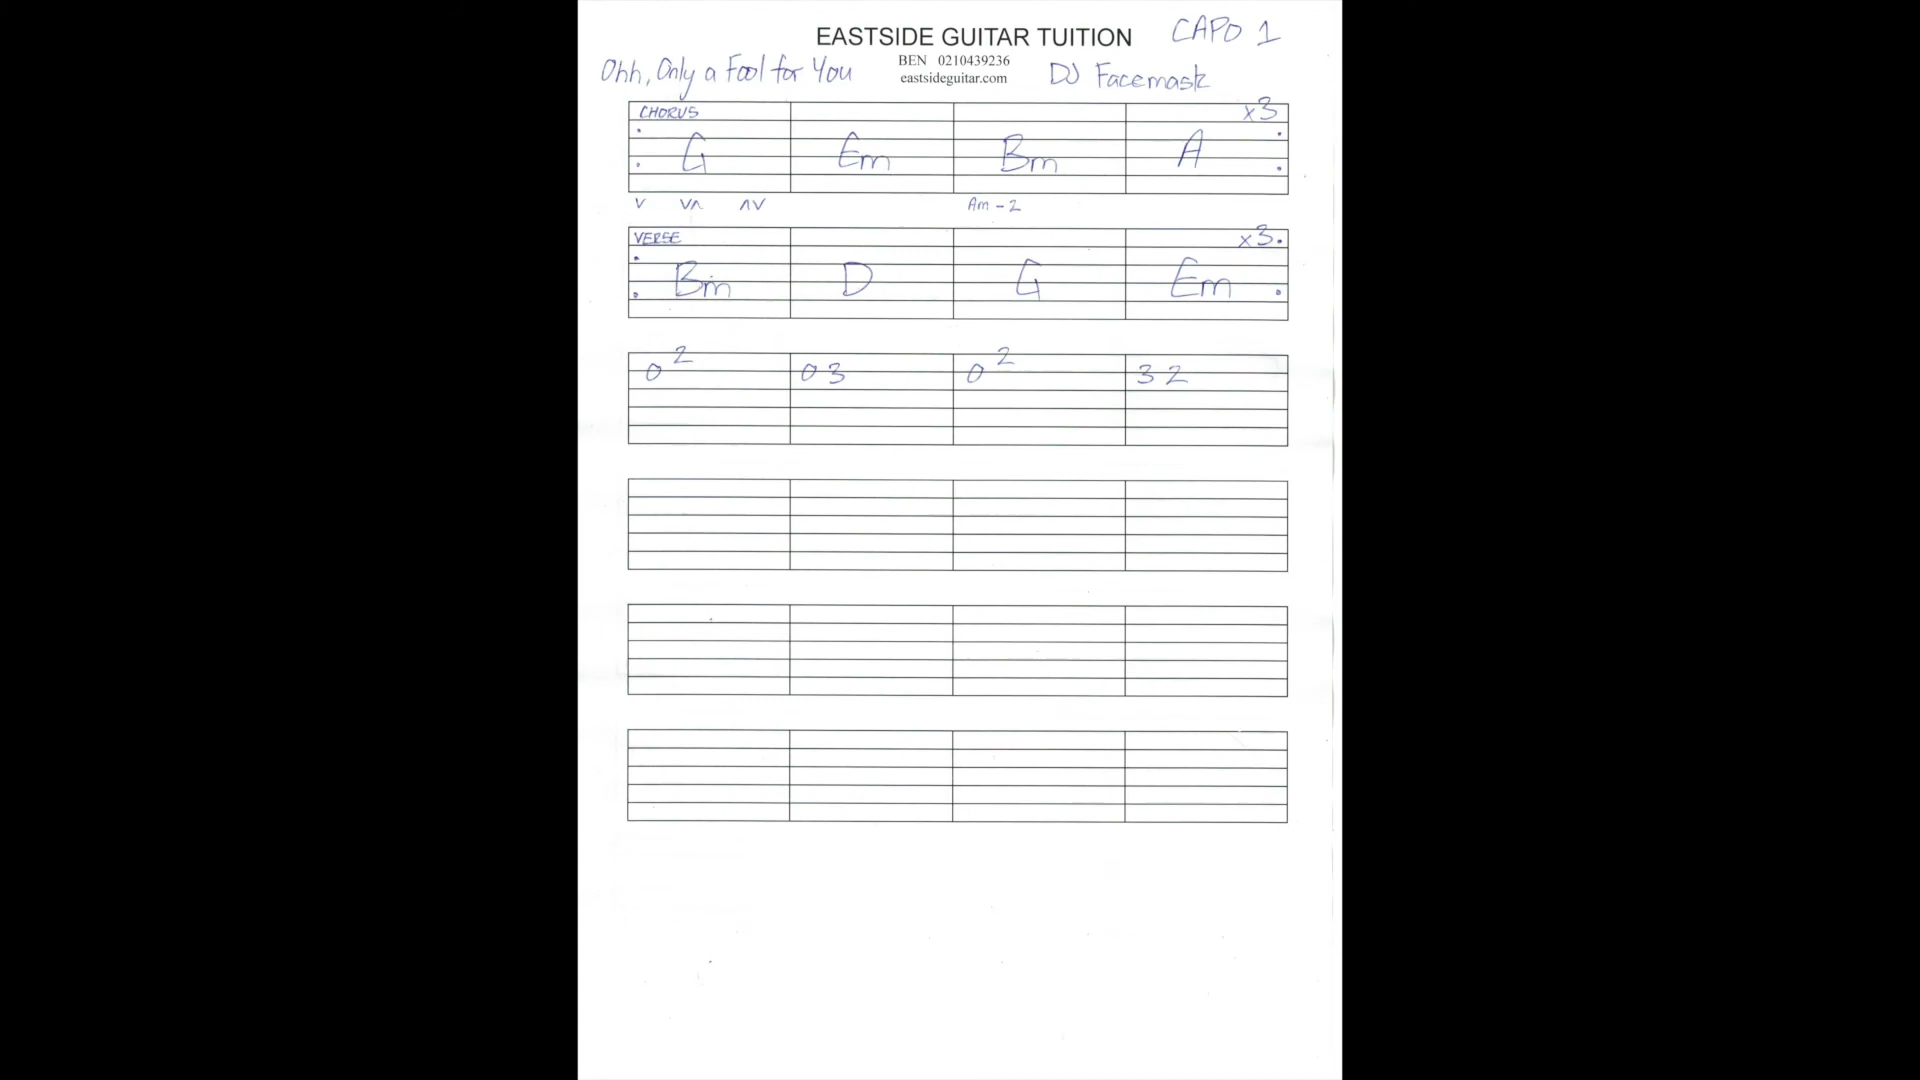 EASTSIDE GUITAR TUITION CAPO 1
BEN 0210439236
Ohh, Only a Fool for You eastsideguitar.com DJ Facemask
CHORUS x3
G Em Bm A
V VΛ ΛV Am - 2
VERSE x3
Bm D G Em
0 2 0 3 0 2 3 2